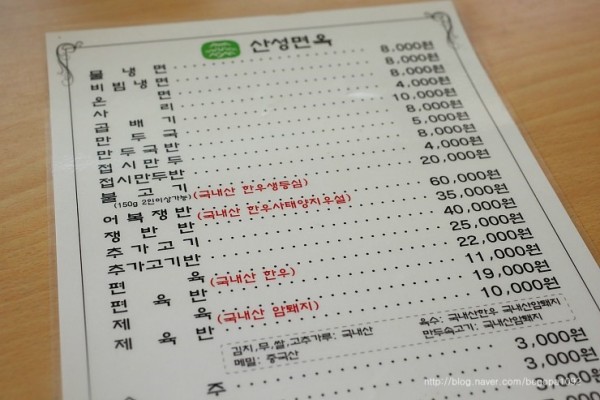 산성면옥
물 냉 면 8,000원
비 빔 냉 면 8,000원
온 면 8,000원
사 리 4,000원
곱 배 기 10,000원
만 두 국 8,000원
만 두 반 5,000원
접 시 만 두 8,000원
접시만두반 4,000원
불 고 기 (국내산 한우생등심) 20,000원
(150g 2인이상가능)
어 복 쟁 반 (국내산 한우사태양지우설) 60,000원
쟁 반 반 35,000원
추 가 고 기 40,000원
추가고기반 25,000원
편 육 (국내산 한우) 22,000원
편 육 반 11,000원
제 육 (국내산 암퇘지) 19,000원
제 육 반 10,000원
김치,무,쌀,고추가루: 국내산 육수: 국내산한우 국내산암퇘지
메밀: 중국산 만두속고기: 국내산암퇘지
3,000원
주 3,000원